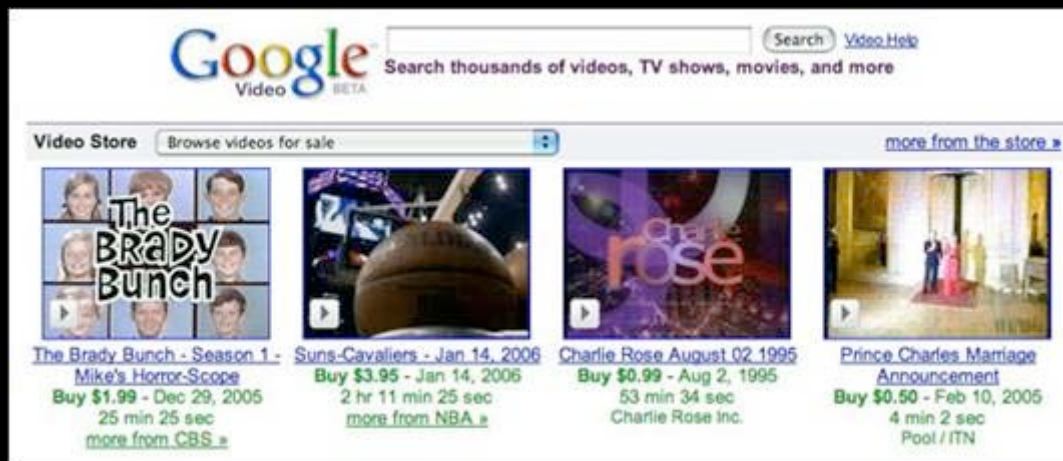 Google
Video BETA
Search Video Help
Search thousands of videos, TV shows, movies, and more
Video Store Browse videos for sale more from the store »
The
BRADY
Bunch
Charlie
rose
The Brady Bunch - Season 1 -
Mike's Horror-Scope
Buy $1.99 - Dec 29, 2005
25 min 25 sec
more from CBS »
Suns-Cavaliers - Jan 14, 2006
Buy $3.95 - Jan 14, 2006
2 hr 11 min 25 sec
more from NBA »
Charlie Rose August 02 1995
Buy $0.99 - Aug 2, 1995
53 min 34 sec
Charlie Rose Inc.
Prince Charles Marriage
Announcement
Buy $0.50 - Feb 10, 2005
4 min 2 sec
Pool / ITN